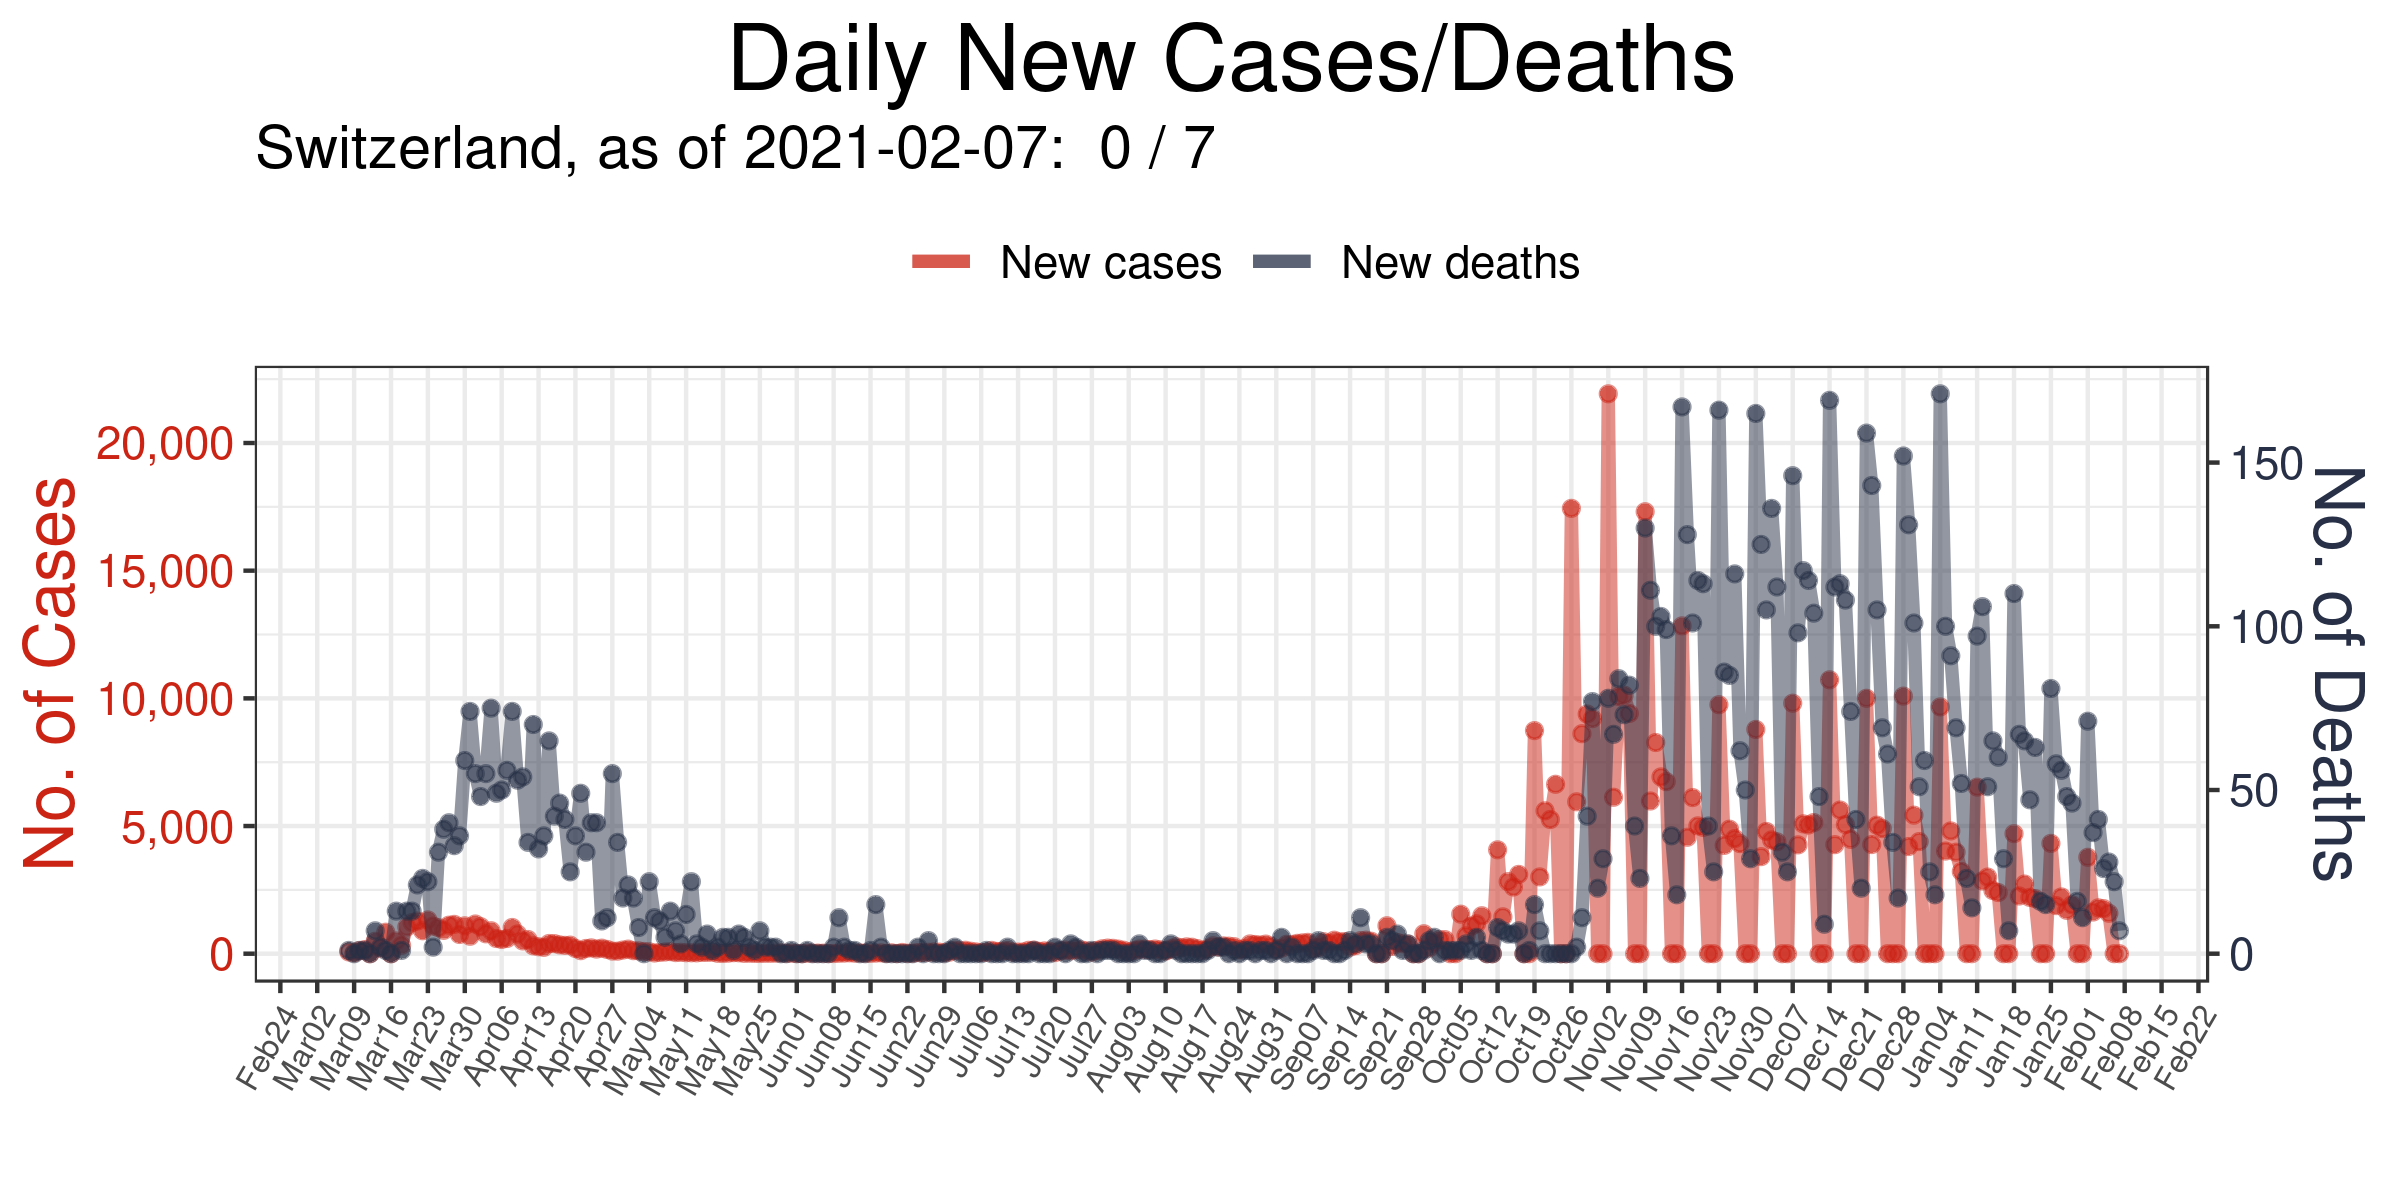 Daily New Cases/Deaths
Switzerland, as of 2021-02-07:  0 / 7
New cases New deaths
No. of Cases
20,000
15,000
10,000
5,000
0
150
100
50
0
No. of Deaths
Feb24 Mar02 Mar09 Mar16 Mar23 Mar30 Apr06 Apr13 Apr20 Apr27 May04 May11 May18 May25 Jun01 Jun08 Jun15 Jun22 Jun29 Jul06 Jul13 Jul20 Jul27 Aug03 Aug10 Aug17 Aug24 Aug31 Sep07 Sep14 Sep21 Sep28 Oct05 Oct12 Oct19 Oct26 Nov02 Nov09 Nov16 Nov23 Nov30 Dec07 Dec14 Dec21 Dec28 Jan04 Jan11 Jan18 Jan25 Feb01 Feb08 Feb15 Feb22